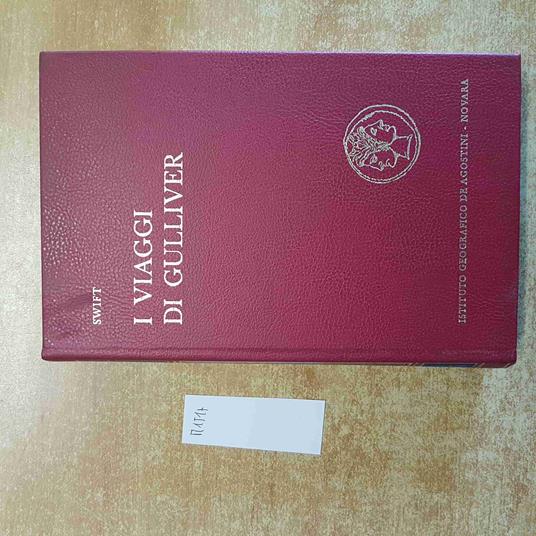 SWIFT
I VIAGGI
DI GULLIVER
ISTITUTO GEOGRAFICO DE AGOSTINI - NOVARA